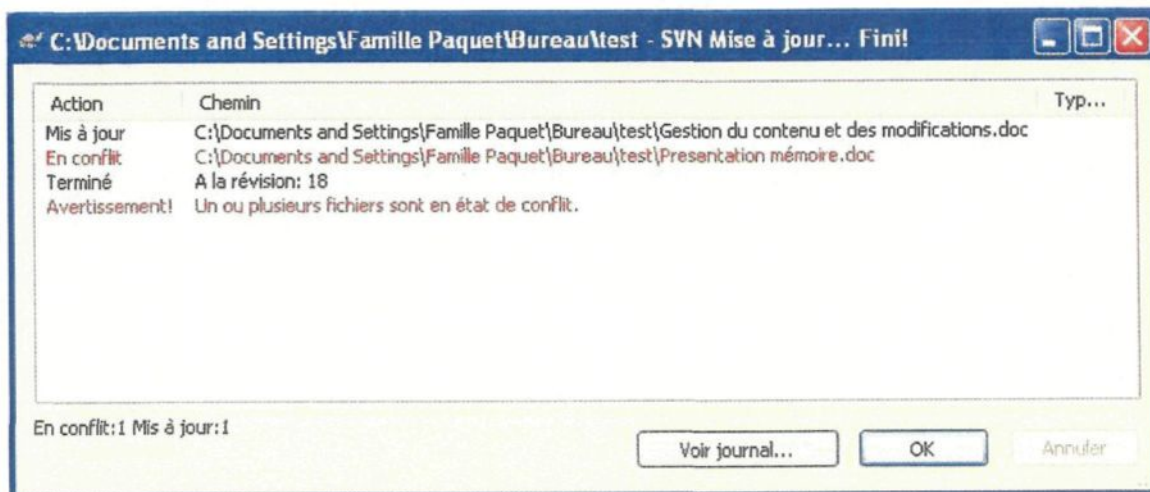 C:\Documents and Settings\Famille Paquet\Bureau\test - SVN Mise à jour... Fini!
Action Chemin Typ...
Mis à jour C:\Documents and Settings\Famille Paquet\Bureau\test\Gestion du contenu et des modifications.doc
En conflit C:\Documents and Settings\Famille Paquet\Bureau\test\Presentation mémoire.doc
Terminé A la révision: 18
Avertissement! Un ou plusieurs fichiers sont en état de conflit.
En conflit:1 Mis à jour:1
Voir journal... OK Annuler